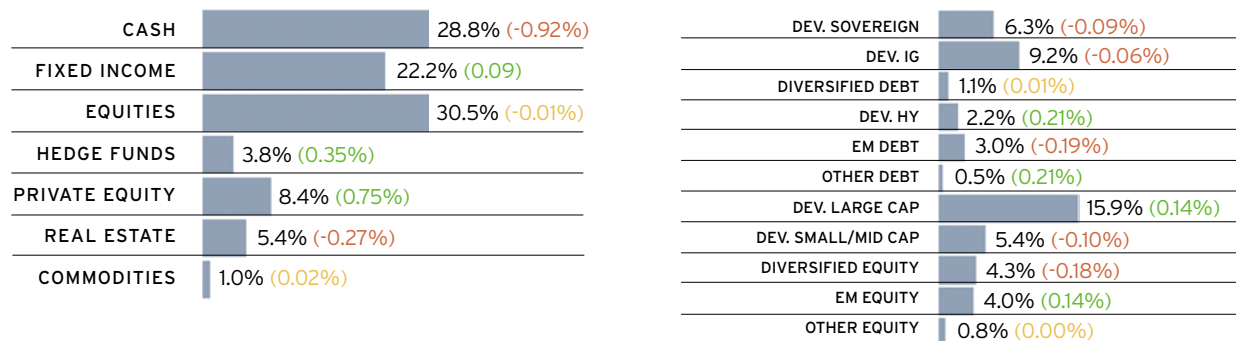 CASH 28.8% (-0.92%)
FIXED INCOME 22.2% (0.09)
EQUITIES 30.5% (-0.01%)
HEDGE FUNDS 3.8% (0.35%)
PRIVATE EQUITY 8.4% (0.75%)
REAL ESTATE 5.4% (-0.27%)
COMMODITIES 1.0% (0.02%)
DEV. SOVEREIGN 6.3% (-0.09%)
DEV. IG 9.2% (-0.06%)
DIVERSIFIED DEBT 1.1% (0.01%)
DEV. HY 2.2% (0.21%)
EM DEBT 3.0% (-0.19%)
OTHER DEBT 0.5% (0.21%)
DEV. LARGE CAP 15.9% (0.14%)
DEV. SMALL/MID CAP 5.4% (-0.10%)
DIVERSIFIED EQUITY 4.3% (-0.18%)
EM EQUITY 4.0% (0.14%)
OTHER EQUITY 0.8% (0.00%)